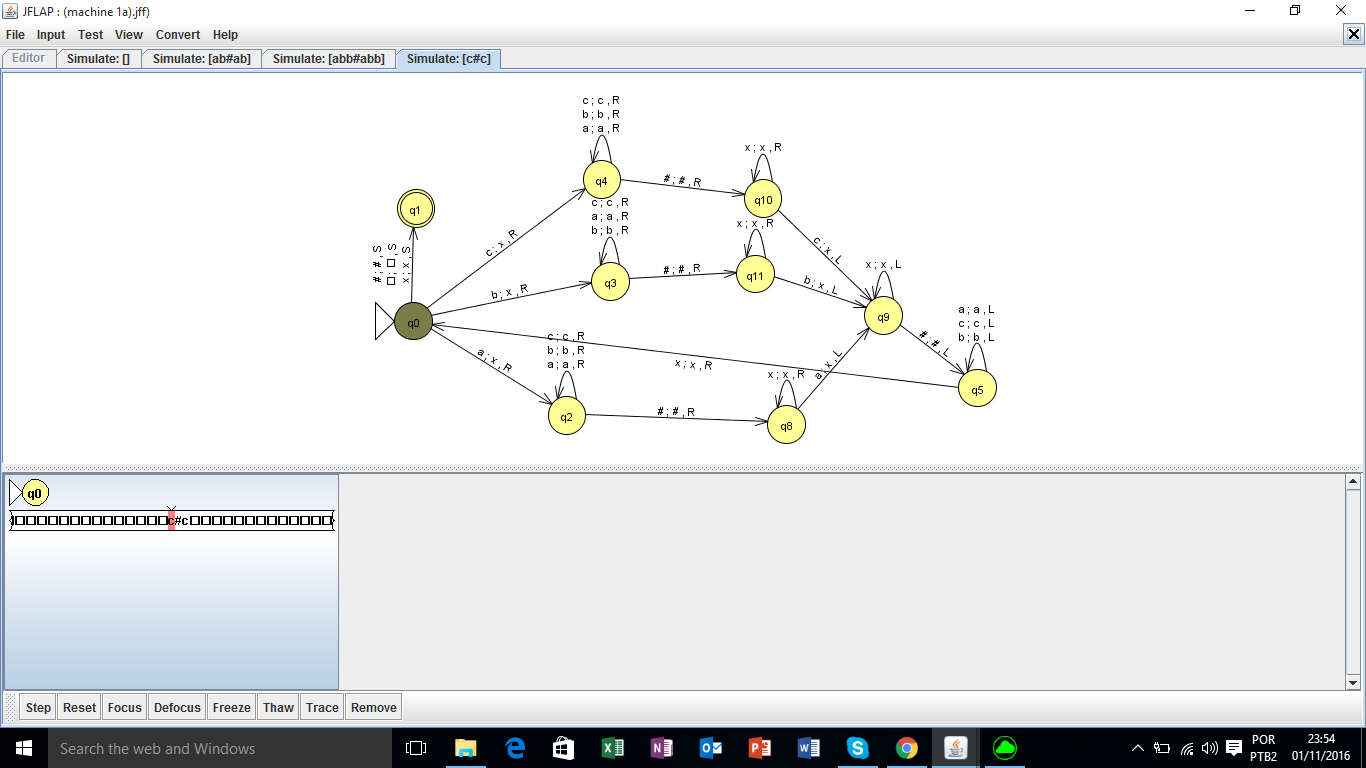 JFLAP : (machine 1a).jff)
File Input Test View Convert Help
Editor Simulate: [] Simulate: [ab#ab] Simulate: [abb#abb] Simulate: [c#c]
c ; c , R
b ; b , R
a ; a , R
x ; x , R
q4
# ; # , R
q10
q1
c ; c , R
a ; a , R
b ; b , R
x ; x , R
# ; # , S
□ ; □ , S
x ; x , S
c ; x , R
c ; x , L
x ; x , L
q3
# ; # , R
q11
b ; x , R
b ; x , L
q0
q9
a ; a , L
c ; c , L
b ; b , L
# ; # , L
c ; c , R
b ; b , R
a ; a , R
a ; x , R
x ; x , R
a ; x , L
x ; x , R
q5
q2
# ; # , R
q8
q0
c#c
Step Reset Focus Defocus Freeze Thaw Trace Remove
Search the web and Windows
POR
PTB2
23:54
01/11/2016